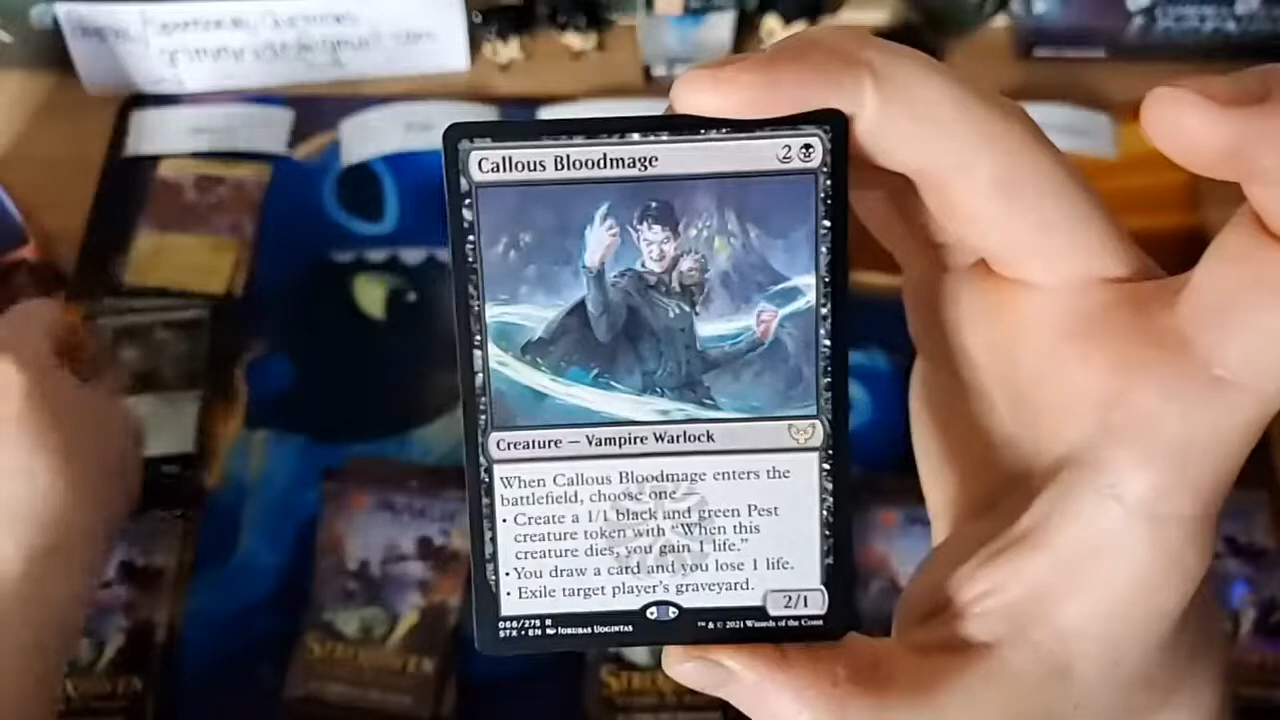 Callous Bloodmage
2
Creature — Vampire Warlock
When Callous Bloodmage enters the
battlefield, choose one
• Create a 1/1 black and green Pest
creature token with “When this
creature dies, you gain 1 life.”
• You draw a card and you lose 1 life.
• Exile target player's graveyard.
2/1
066/275 R
STX • EN Jokubas Uogintas
™ & © 2021 Wizards of the Coast